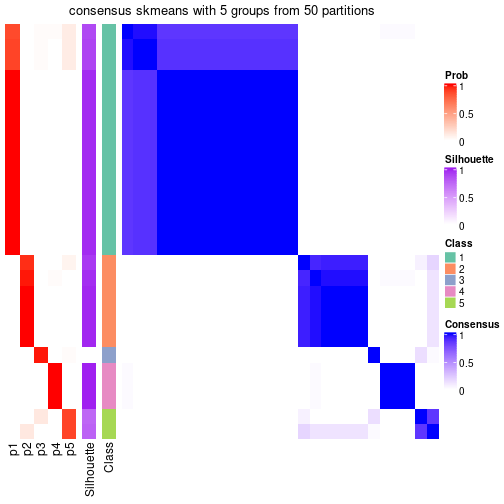 consensus skmeans with 5 groups from 50 partitions
Prob
1
0.5
0
Silhouette
1
0.5
0
Class
1
2
3
4
5
Consensus
1
0.5
0
p1
p2
p3
p4
p5
Silhouette
Class